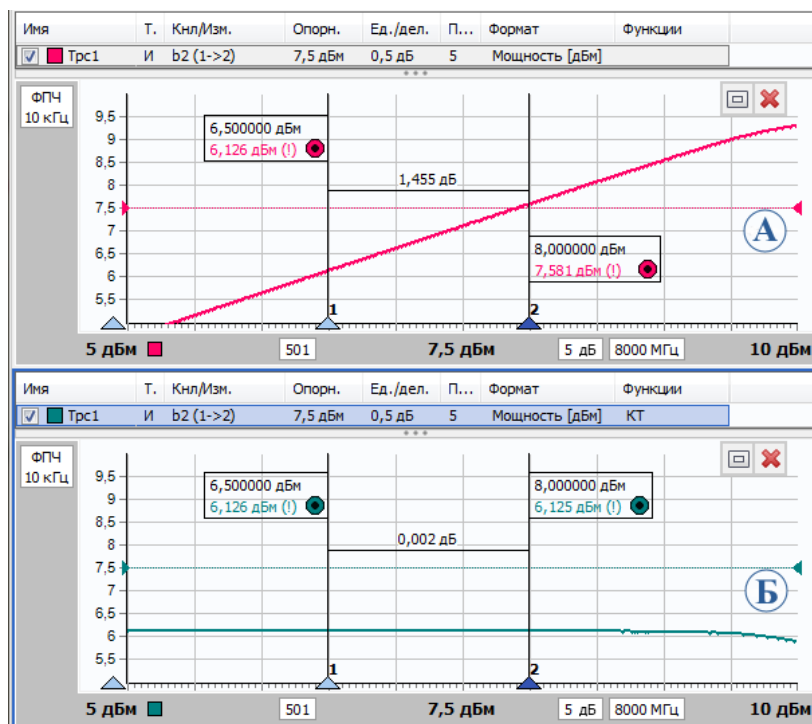 Имя Т. Кнл/Изм. Опорн. Ед./дел. П... Формат Функции
Трс1 И b2 (1->2) 7,5 дБм 0,5 дБ 5 Мощность [дБм]
ФПЧ
10 кГц
9,5
9
8,5
8
7,5
7
6,5
6
5,5
6,500000 дБм
6,126 дБм (!)
1,455 дБ
8,000000 дБм
7,581 дБм (!)
А
1
2
5 дБм 501 7,5 дБм 5 дБ 8000 МГц 10 дБм
Имя Т. Кнл/Изм. Опорн. Ед./дел. П... Формат Функции
Трс1 И b2 (1->2) 7,5 дБм 0,5 дБ 5 Мощность [дБм] КТ
ФПЧ
10 кГц
9,5
9
8,5
8
7,5
7
6,5
6
5,5
6,500000 дБм
6,126 дБм (!)
8,000000 дБм
6,125 дБм (!)
0,002 дБ
Б
1
2
5 дБм 501 7,5 дБм 5 дБ 8000 МГц 10 дБм